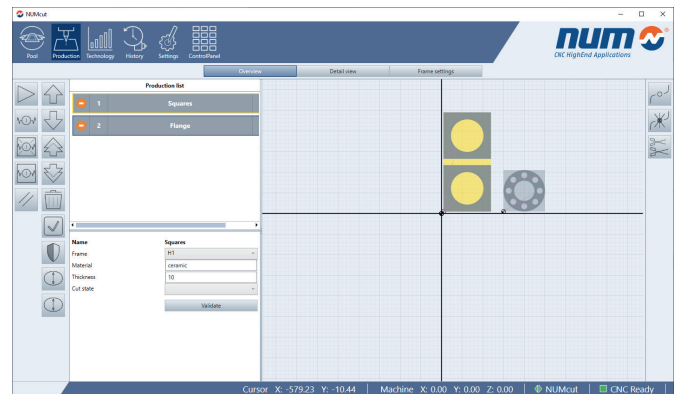 NUMcut
Pool Production Technology History Settings ControlPanel
num
CNC HighEnd Applications
Overview Detail view Frame settings
Production list
1 Squares
2 Flange
Name Squares
Frame H1
Material ceramic
Thickness 10
Cut state
Validate
Cursor X: -579.23 Y: -10.44 Machine X: 0.00 Y: 0.00 Z: 0.00 NUMcut CNC Ready